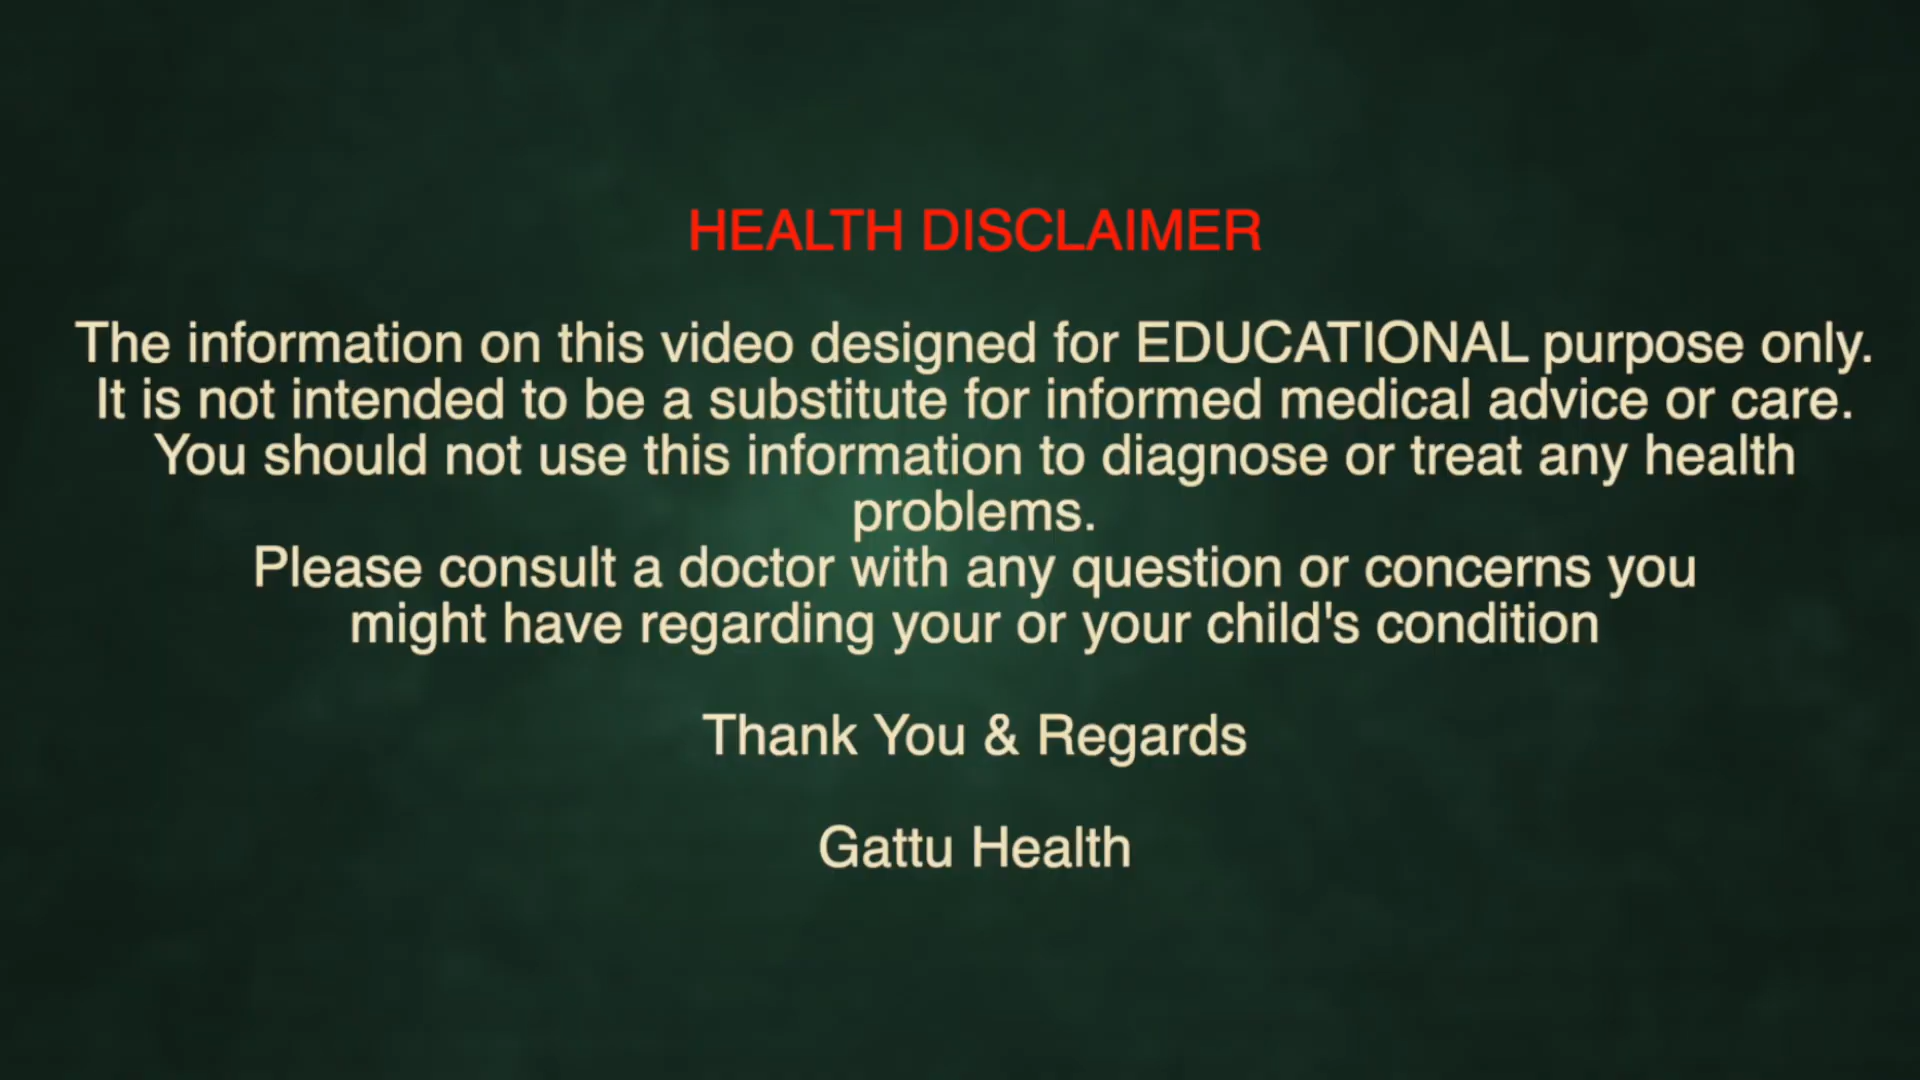 HEALTH DISCLAIMER
The information on this video designed for EDUCATIONAL purpose only.
It is not intended to be a substitute for informed medical advice or care.
You should not use this information to diagnose or treat any health
problems.
Please consult a doctor with any question or concerns you
might have regarding your or your child's condition
Thank You & Regards
Gattu Health